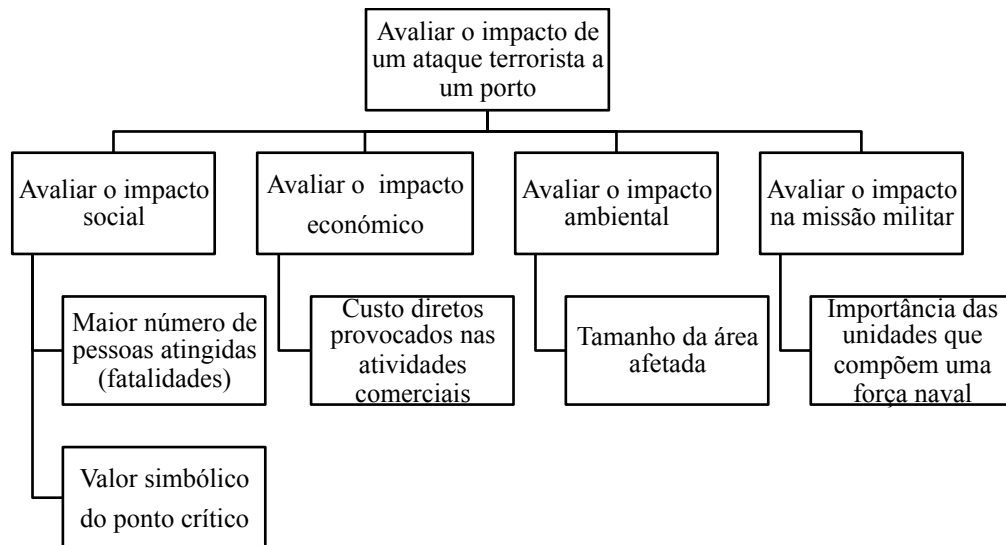 Avaliar o impacto de
um ataque terrorista a
um porto
Avaliar o impacto
social
Avaliar o impacto
económico
Avaliar o impacto
ambiental
Avaliar o impacto
na missão militar
Maior número de
pessoas atingidas
(fatalidades)
Custo diretos
provocados nas
atividades
comerciais
Tamanho da área
afetada
Importância das
unidades que
compõem uma
força naval
Valor simbólico
do ponto crítico